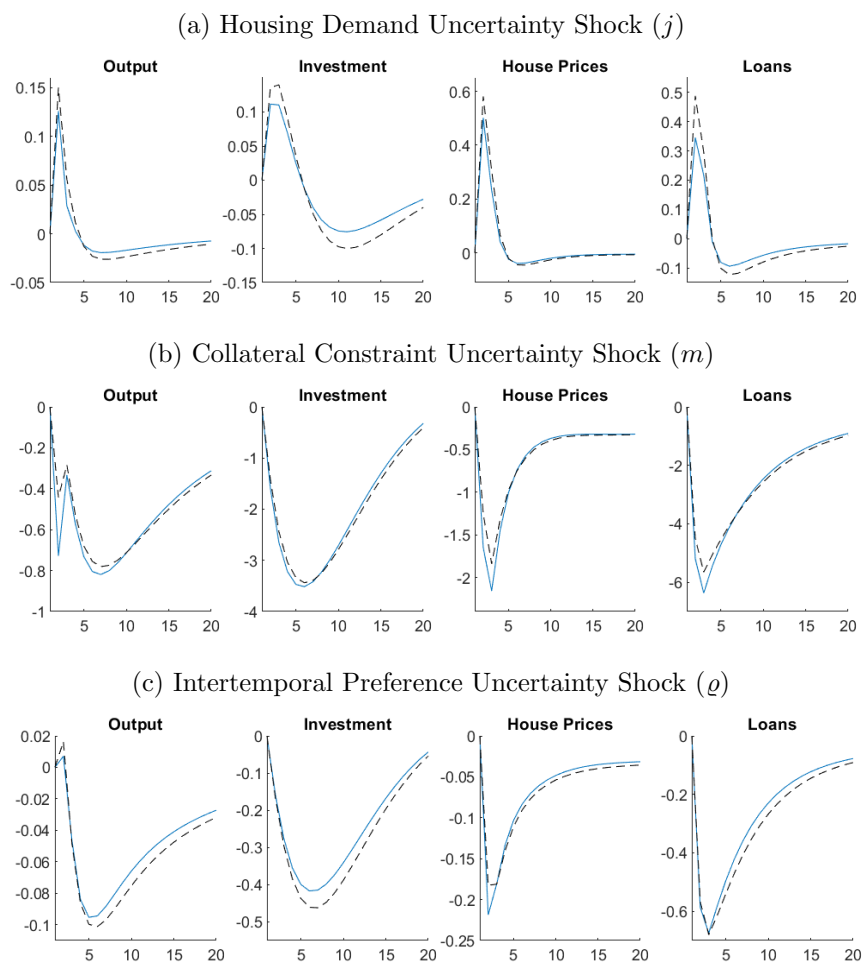 (a) Housing Demand Uncertainty Shock (j)
Output
Investment
House Prices
Loans
0.15
0.1
0.05
0
-0.05
5 10 15 20
0.1
0.05
0
-0.05
-0.1
-0.15
5 10 15 20
0.6
0.4
0.2
0
5 10 15 20
0.5
0.4
0.3
0.2
0.1
0
-0.1
5 10 15 20
(b) Collateral Constraint Uncertainty Shock (m)
Output
Investment
House Prices
Loans
0
-0.2
-0.4
-0.6
-0.8
-1
5 10 15 20
0
-1
-2
-3
-4
5 10 15 20
0
-0.5
-1
-1.5
-2
5 10 15 20
0
-2
-4
-6
5 10 15 20
(c) Intertemporal Preference Uncertainty Shock (ϱ)
Output
Investment
House Prices
Loans
0.02
0
-0.02
-0.04
-0.06
-0.08
-0.1
5 10 15 20
0
-0.1
-0.2
-0.3
-0.4
-0.5
5 10 15 20
0
-0.05
-0.1
-0.15
-0.2
-0.25
5 10 15 20
0
-0.2
-0.4
-0.6
5 10 15 20